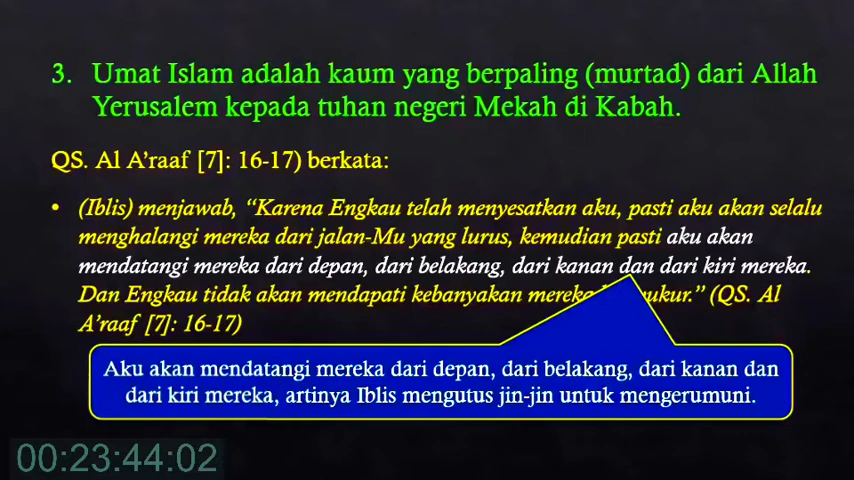 3. Umat Islam adalah kaum yang berpaling (murtad) dari Allah
Yerusalem kepada tuhan negeri Mekah di Kabah.
QS. Al A’raaf [7]: 16-17) berkata:
• (Iblis) menjawab, “Karena Engkau telah menyesatkan aku, pasti aku akan selalu
menghalangi mereka dari jalan-Mu yang lurus, kemudian pasti aku akan
mendatangi mereka dari depan, dari belakang, dari kanan dan dari kiri mereka.
Dan Engkau tidak akan mendapati kebanyakan mereka ukur.” (QS. Al
A’raaf [7]: 16-17)
Aku akan mendatangi mereka dari depan, dari belakang, dari kanan dan
dari kiri mereka, artinya Iblis mengutus jin-jin untuk mengerumuni.
00:23:44:02